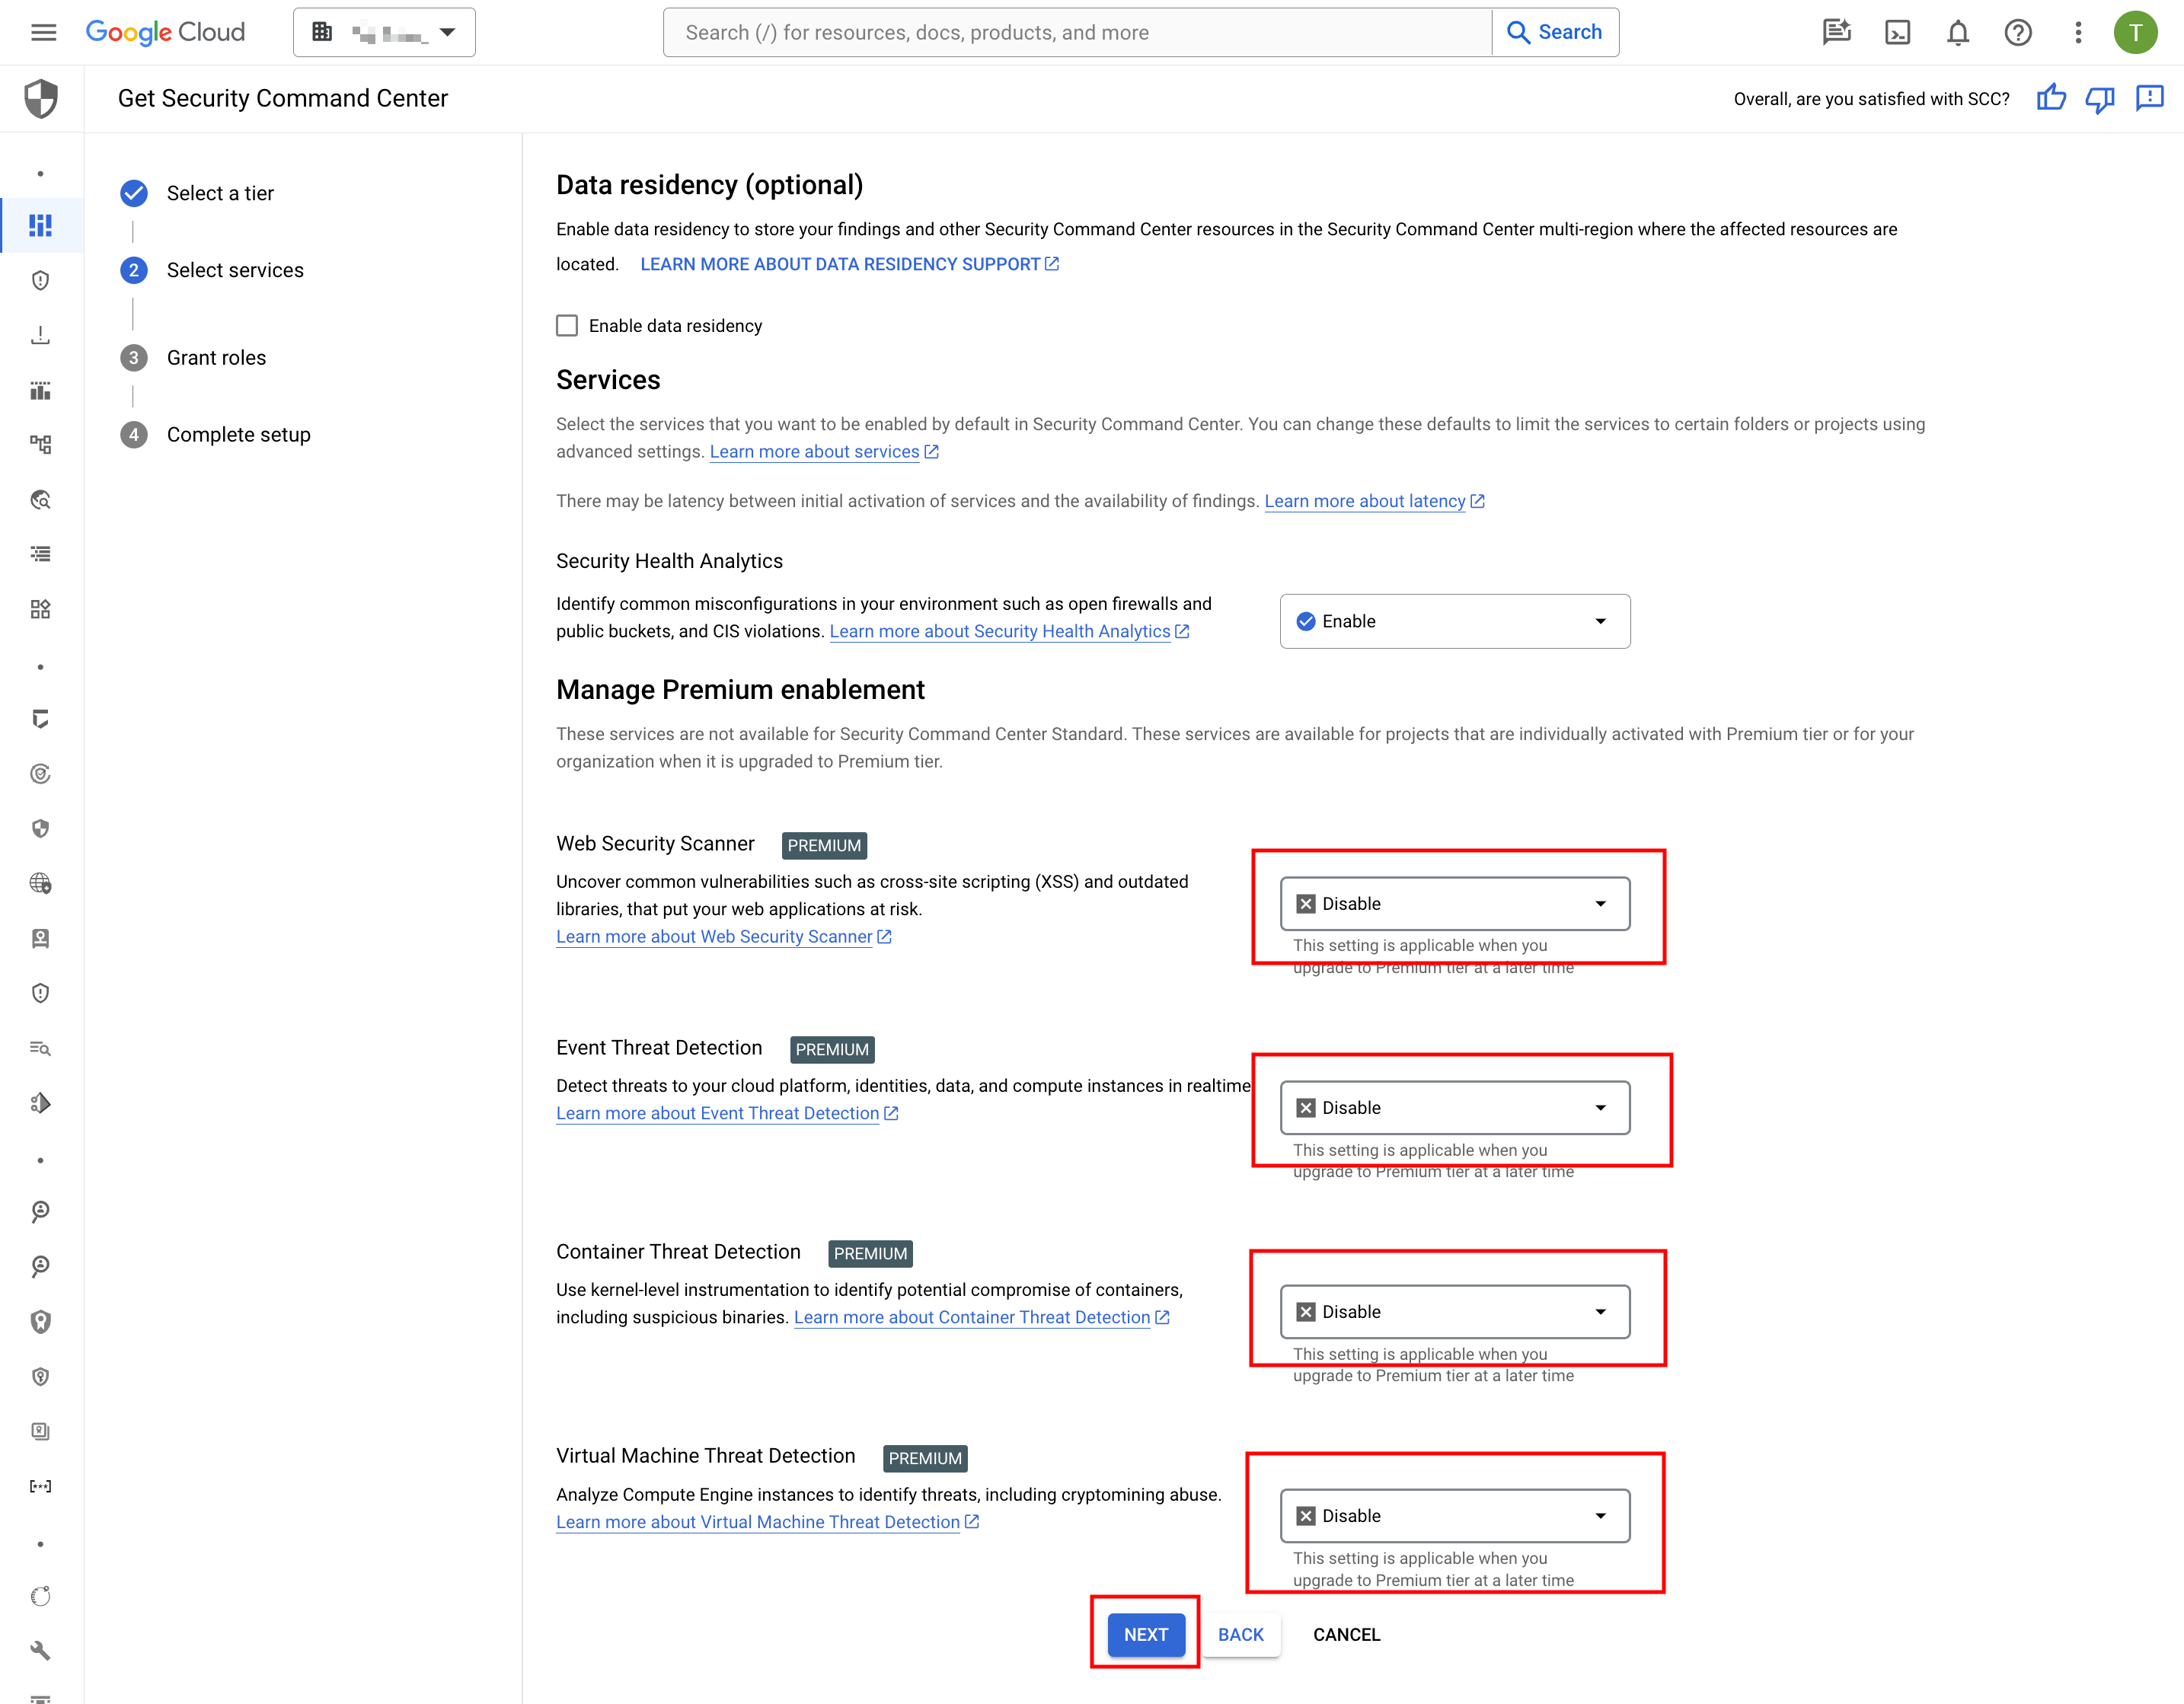 Google Cloud
Search (/) for resources, docs, products, and more
Search
T
Get Security Command Center
Overall, are you satisfied with SCC?
Select a tier
2 Select services
3 Grant roles
4 Complete setup
Data residency (optional)
Enable data residency to store your findings and other Security Command Center resources in the Security Command Center multi-region where the affected resources are
located. LEARN MORE ABOUT DATA RESIDENCY SUPPORT
Enable data residency
Services
Select the services that you want to be enabled by default in Security Command Center. You can change these defaults to limit the services to certain folders or projects using
advanced settings. Learn more about services
There may be latency between initial activation of services and the availability of findings. Learn more about latency
Security Health Analytics
Identify common misconfigurations in your environment such as open firewalls and
public buckets, and CIS violations. Learn more about Security Health Analytics
Enable
Manage Premium enablement
These services are not available for Security Command Center Standard. These services are available for projects that are individually activated with Premium tier or for your
organization when it is upgraded to Premium tier.
Web Security Scanner PREMIUM
Uncover common vulnerabilities such as cross-site scripting (XSS) and outdated
libraries, that put your web applications at risk.
Learn more about Web Security Scanner
Disable
This setting is applicable when you
upgrade to Premium tier at a later time
Event Threat Detection PREMIUM
Detect threats to your cloud platform, identities, data, and compute instances in realtime
Learn more about Event Threat Detection
Disable
This setting is applicable when you
upgrade to Premium tier at a later time
Container Threat Detection PREMIUM
Use kernel-level instrumentation to identify potential compromise of containers,
including suspicious binaries. Learn more about Container Threat Detection
Disable
This setting is applicable when you
upgrade to Premium tier at a later time
Virtual Machine Threat Detection PREMIUM
Analyze Compute Engine instances to identify threats, including cryptomining abuse.
Learn more about Virtual Machine Threat Detection
Disable
This setting is applicable when you
upgrade to Premium tier at a later time
NEXT BACK CANCEL